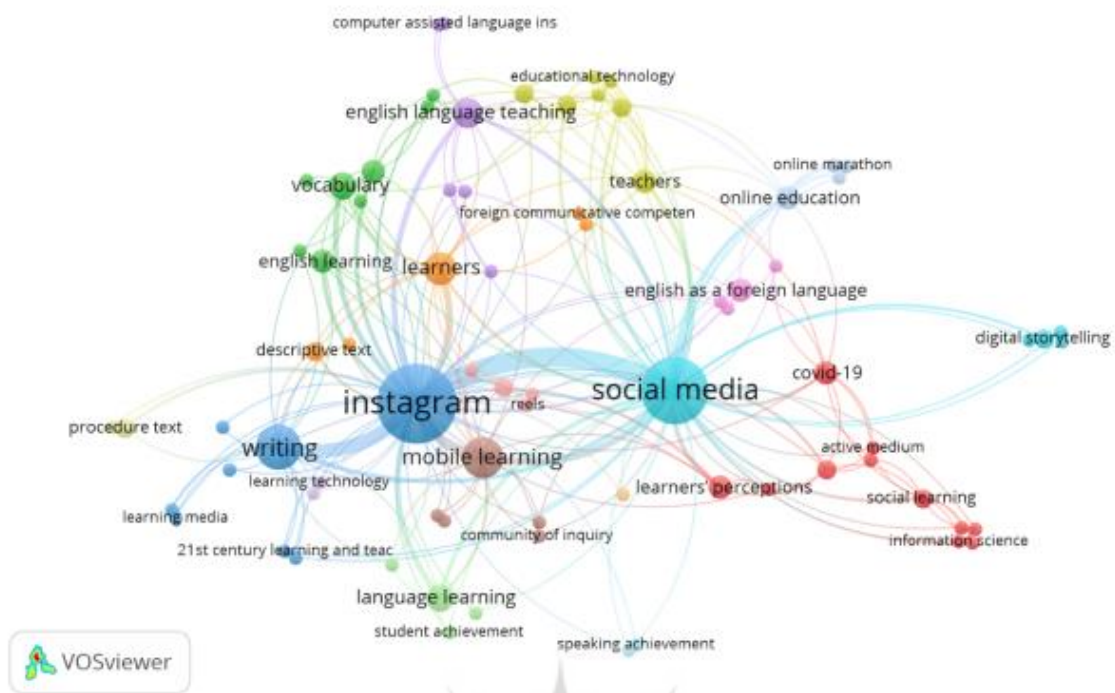 computer assisted language ins
educational technology
english language teaching
online marathon
vocabulary
teachers
online education
foreign communicative competen
english learning
learners
english as a foreign language
digital storytelling
descriptive text
covid-19
social media
instagram
reels
procedure text
writing
mobile learning
active medium
learning technology
learners' perceptions
social learning
learning media
community of inquiry
information science
21st century learning and teac
language learning
student achievement
speaking achievement
VOSviewer